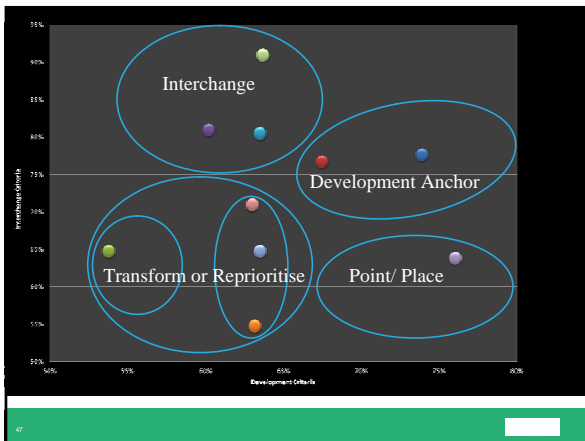 95%
90%
85%
80%
75%
70%
65%
60%
55%
50%
Interchange Criteria
Interchange
Development Anchor
Transform or Reprioritise
Point/ Place
50% 55% 60% 65% 70% 75% 80%
Development Criteria
47